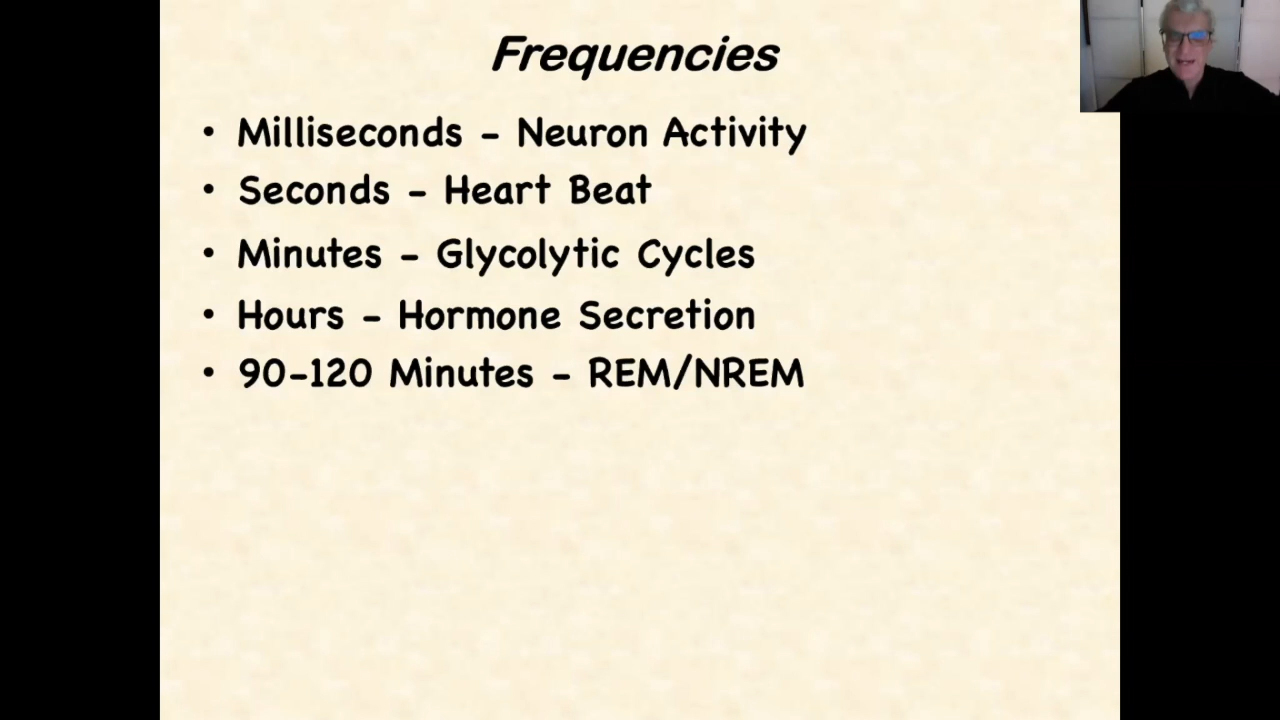 Frequencies
• Milliseconds - Neuron Activity
• Seconds - Heart Beat
• Minutes - Glycolytic Cycles
• Hours - Hormone Secretion
• 90-120 Minutes - REM/NREM